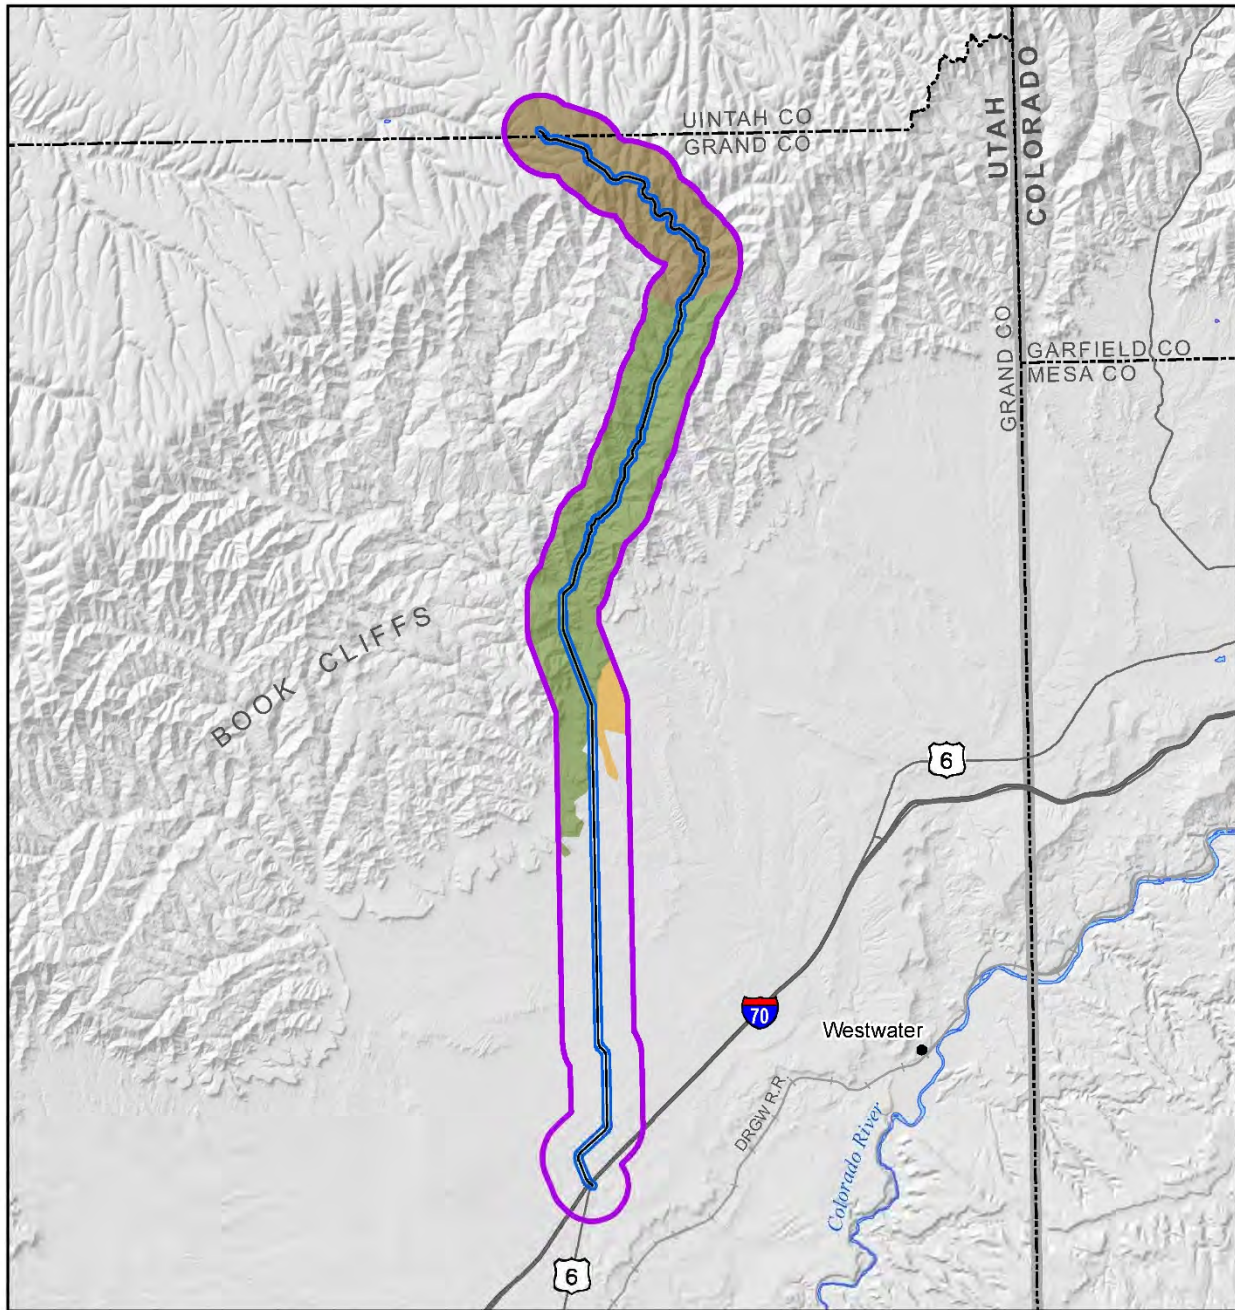 UINTAH CO
GRAND CO
UTAH
COLORADO
GRAND CO
GARFIELD CO
MESA CO
BOOK CLIFFS
6
70
Westwater
DRGW R.R.
Colorado River
6